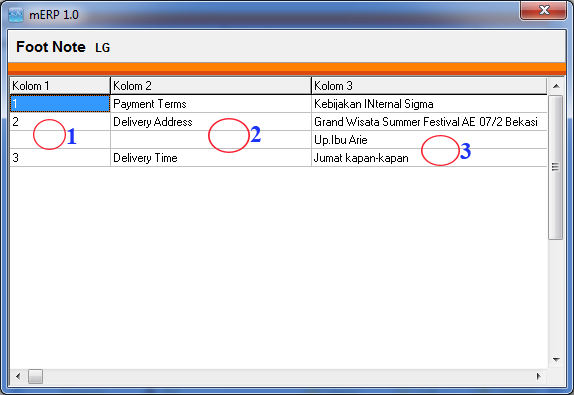 mERP 1.0
Foot Note LG
Kolom 1 Kolom 2 Kolom 3
1 Payment Terms Kebijakan INternal Sigma
2 Delivery Address Grand Wisata Summer Festival AE 07/2 Bekasi
1 2 Up.Ibu Arie
3 Delivery Time Jumat kapan-kapan 3